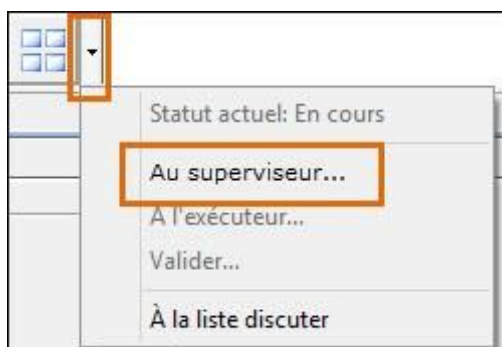 Statut actuel: En cours
Au superviseur...
À l'exécuteur...
Valider...
À la liste discuter